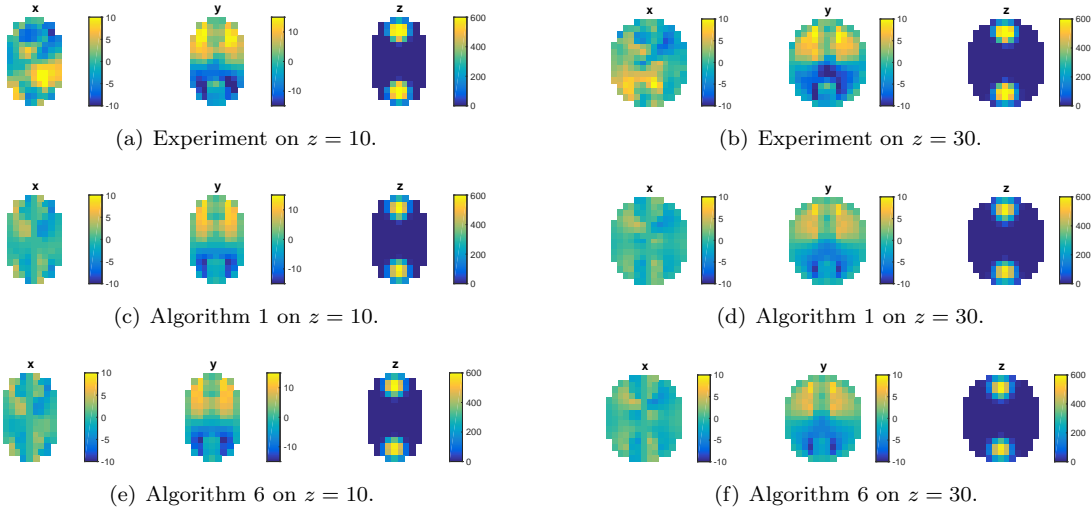 x y z
10 5 0 -5 -10
10 0 -10
600 400 200 0
x y z
10 5 0 -5 -10
10 5 0 -5 -10
600 400 200 0
(a) Experiment on z = 10.
(b) Experiment on z = 30.
x y z
10 5 0 -5 -10
10 0 -10
600 400 200 0
x y z
10 5 0 -5 -10
10 5 0 -5 -10
600 400 200 0
(c) Algorithm 1 on z = 10.
(d) Algorithm 1 on z = 30.
x y z
10 5 0 -5 -10
10 0 -10
600 400 200 0
x y z
10 5 0 -5 -10
10 5 0 -5 -10
600 400 200 0
(e) Algorithm 6 on z = 10.
(f) Algorithm 6 on z = 30.